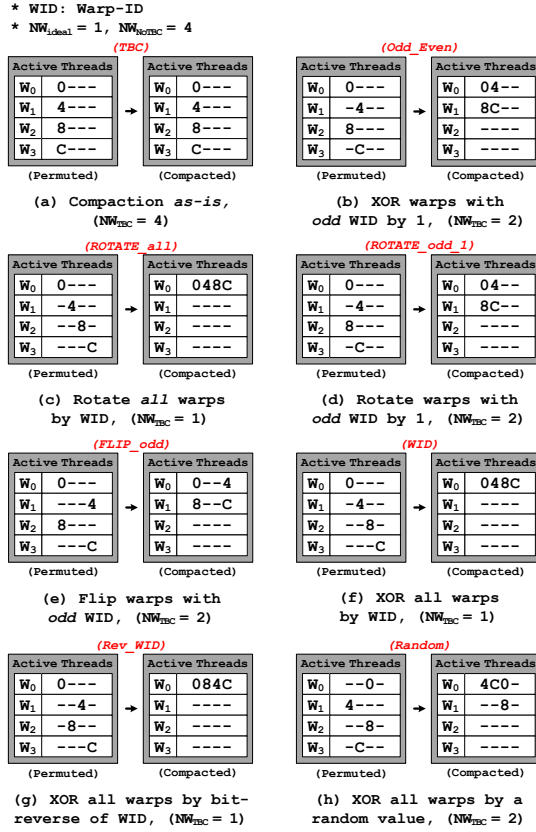 * WID: Warp-ID
* NW_ideal = 1, NW_NoTBC = 4
(TBC)
Active Threads Active Threads
W0 0--- W0 0---
W1 4--- → W1 4---
W2 8--- W2 8---
W3 C--- W3 C---
(Permuted) (Compacted)
(a) Compaction as-is,
(NW_TBC = 4)
(Odd_Even)
Active Threads Active Threads
W0 0--- W0 04--
W1 -4-- → W1 8C--
W2 8--- W2 ----
W3 -C-- W3 ----
(Permuted) (Compacted)
(b) XOR warps with
odd WID by 1, (NW_TBC = 2)
(ROTATE_all)
Active Threads Active Threads
W0 0--- W0 048C
W1 -4-- → W1 ----
W2 --8- W2 ----
W3 ---C W3 ----
(Permuted) (Compacted)
(c) Rotate all warps
by WID, (NW_TBC = 1)
(ROTATE_odd_1)
Active Threads Active Threads
W0 0--- W0 04--
W1 -4-- → W1 8C--
W2 8--- W2 ----
W3 -C-- W3 ----
(Permuted) (Compacted)
(d) Rotate warps with
odd WID by 1, (NW_TBC = 2)
(FLIP_odd)
Active Threads Active Threads
W0 0--- W0 0--4
W1 ---4 → W1 8--C
W2 8--- W2 ----
W3 ---C W3 ----
(Permuted) (Compacted)
(e) Flip warps with
odd WID, (NW_TBC = 2)
(WID)
Active Threads Active Threads
W0 0--- W0 048C
W1 -4-- → W1 ----
W2 --8- W2 ----
W3 ---C W3 ----
(Permuted) (Compacted)
(f) XOR all warps
by WID, (NW_TBC = 1)
(Rev_WID)
Active Threads Active Threads
W0 0--- W0 084C
W1 --4- → W1 ----
W2 -8-- W2 ----
W3 ---C W3 ----
(Permuted) (Compacted)
(g) XOR all warps by bit-
reverse of WID, (NW_TBC = 1)
(Random)
Active Threads Active Threads
W0 --0- W0 4C0-
W1 4--- → W1 --8-
W2 --8- W2 ----
W3 -C-- W3 ----
(Permuted) (Compacted)
(h) XOR all warps by a
random value, (NW_TBC = 2)